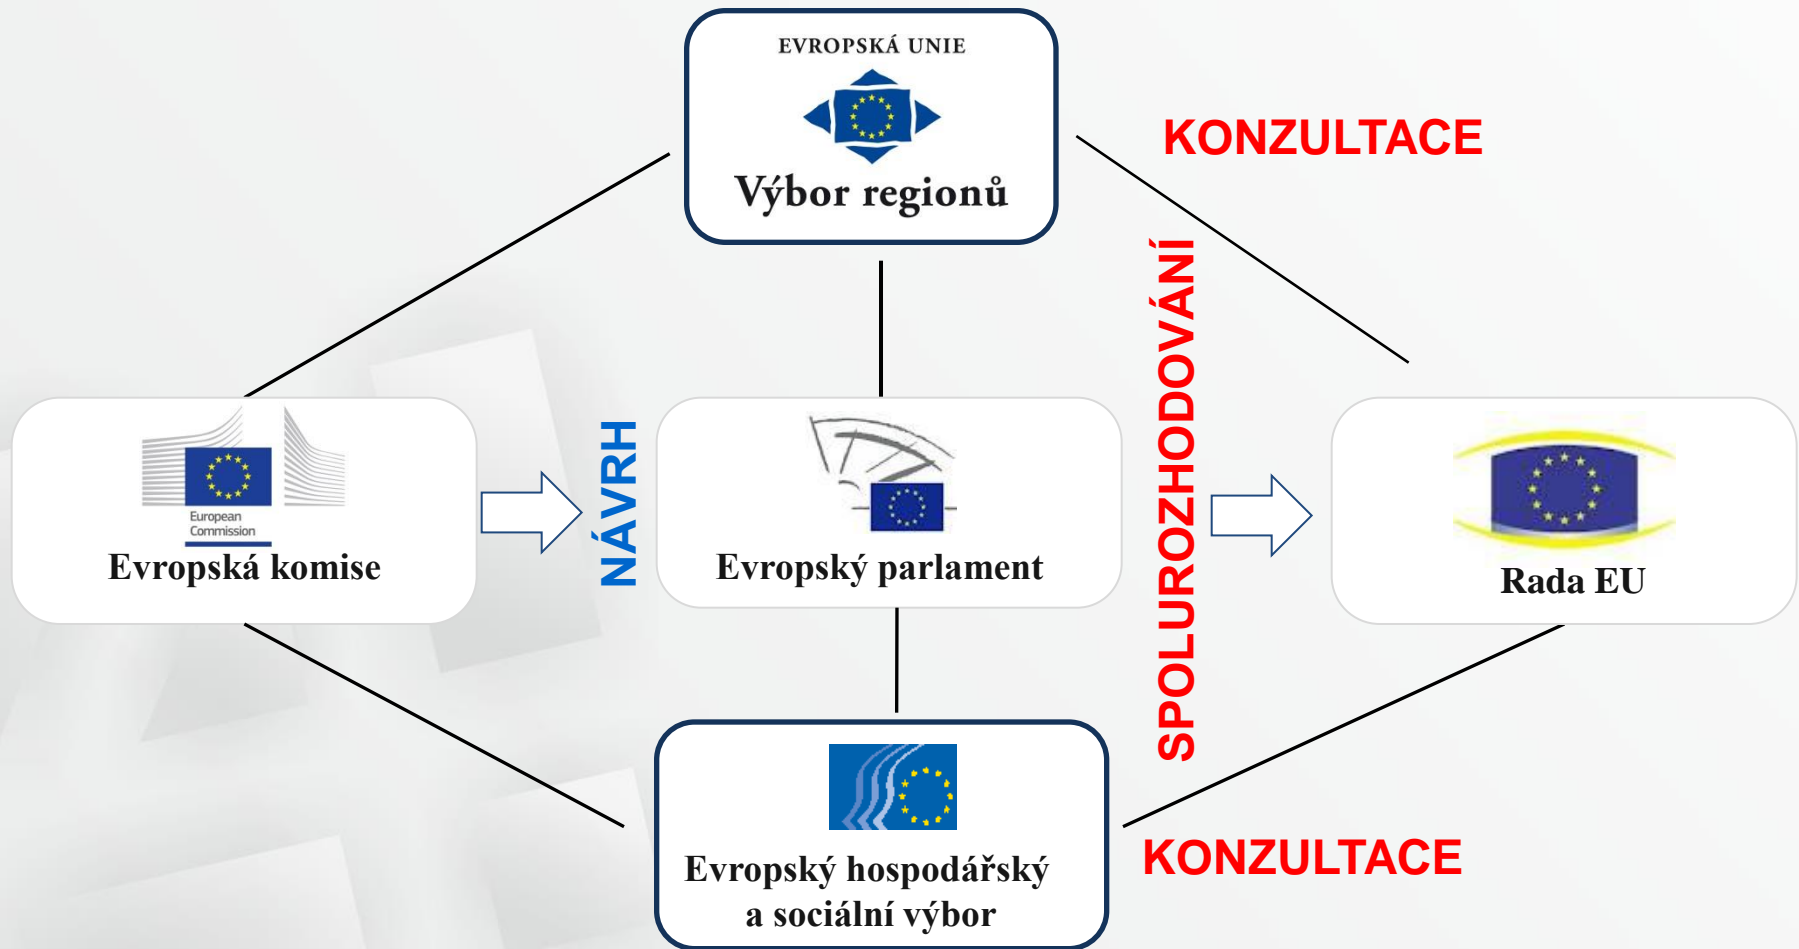 EVROPSKÁ UNIE
Výbor regionů
KONZULTACE
European
Commission
Evropská komise
NÁVRH
Evropský parlament
SPOLUROZHODOVÁNÍ
Rada EU
Evropský hospodářský
a sociální výbor
KONZULTACE